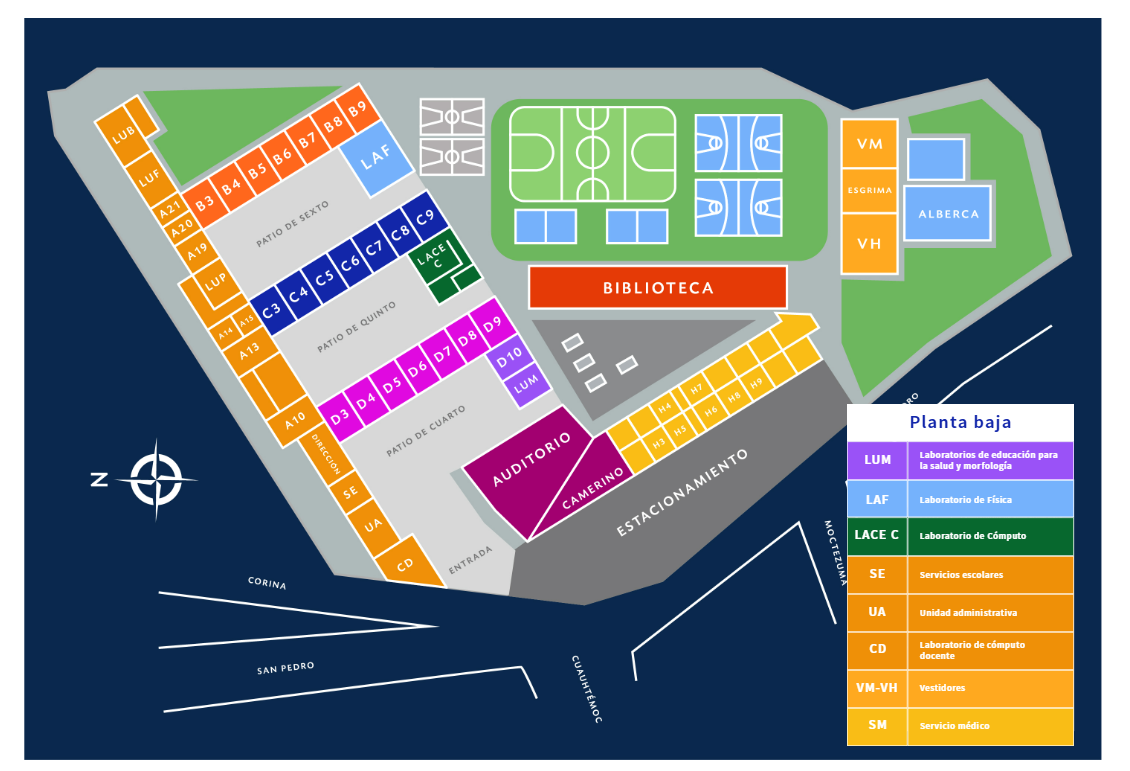 LUB
LUF
A21
A20
A19
LUP
A14
A15
A13
A10
DIRECCIÓN
SE
UA
CD
B3
B4
B5
B6
B7
B8
B9
LAF
PATIO DE SEXTO
C3
C4
C5
C6
C7
C8
C9
LACE
C
PATIO DE QUINTO
D3
D4
D5
D6
D7
D8
D9
D10
LUM
PATIO DE CUARTO
AUDITORIO
CAMERINO
ENTRADA
ESTACIONAMIENTO
H3
H4
H5
H6
H7
H8
H9
BIBLIOTECA
VM
ESGRIMA
VH
ALBERCA
N
CORINA
SAN PEDRO
CUAUHTÉMOC
MOCTEZUMA
Planta baja
LUM Laboratorios de educación para
la salud y morfología
LAF Laboratorio de Física
LACE C Laboratorio de Cómputo
SE Servicios escolares
UA Unidad administrativa
CD Laboratorio de cómputo
docente
VM-VH Vestidores
SM Servicio médico